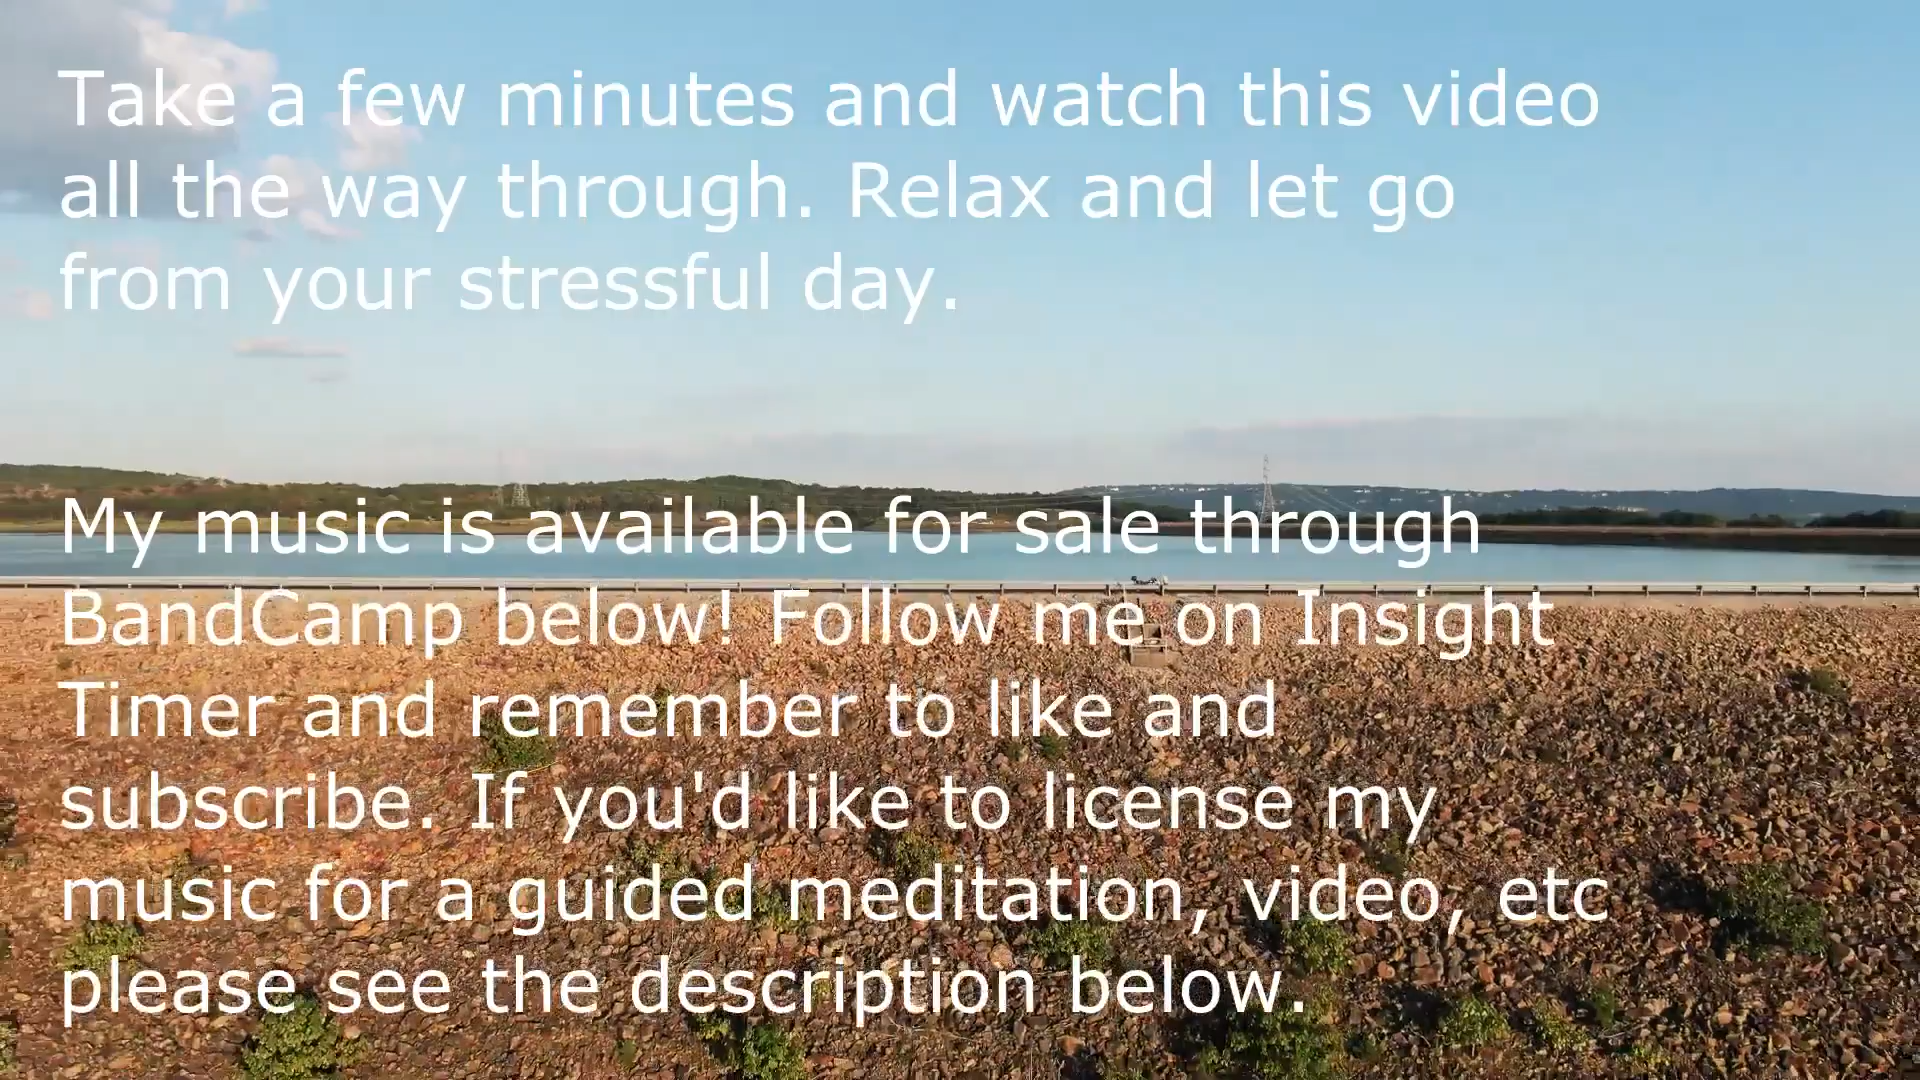 Take a few minutes and watch this video
all the way through. Relax and let go
from your stressful day.
My music is available for sale through
BandCamp below! Follow me on Insight
Timer and remember to like and
subscribe. If you'd like to license my
music for a guided meditation, video, etc
please see the description below.